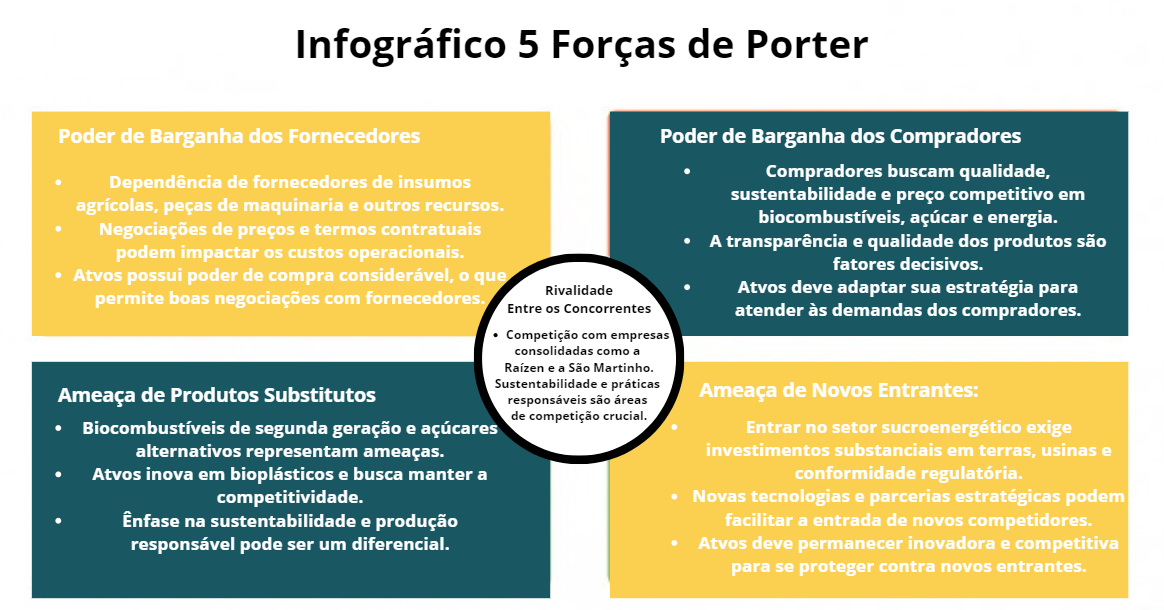 Infográfico 5 Forças de Porter
Poder de Barganha dos Fornecedores
• Dependência de fornecedores de insumos
agrícolas, peças de maquinaria e outros recursos.
• Negociações de preços e termos contratuais
podem impactar os custos operacionais.
• Atvos possui poder de compra considerável, o que
permite boas negociações com fornecedores.
Poder de Barganha dos Compradores
• Compradores buscam qualidade,
sustentabilidade e preço competitivo em
biocombustíveis, açúcar e energia.
• A transparência e qualidade dos produtos são
fatores decisivos.
• Atvos deve adaptar sua estratégia para
atender às demandas dos compradores.
Rivalidade
Entre os Concorrentes
• Competição com empresas
consolidadas como a
Raízen e a São Martinho.
Sustentabilidade e práticas
responsáveis são áreas
de competição crucial.
Ameaça de Produtos Substitutos
• Biocombustíveis de segunda geração e açúcares
alternativos representam ameaças.
• Atvos inova em bioplásticos e busca manter a
competitividade.
• Ênfase na sustentabilidade e produção
responsável pode ser um diferencial.
Ameaça de Novos Entrantes:
• Entrar no setor sucroenergético exige
investimentos substanciais em terras, usinas e
conformidade regulatória.
• Novas tecnologias e parcerias estratégicas podem
facilitar a entrada de novos competidores.
• Atvos deve permanecer inovadora e competitiva
para se proteger contra novos entrantes.